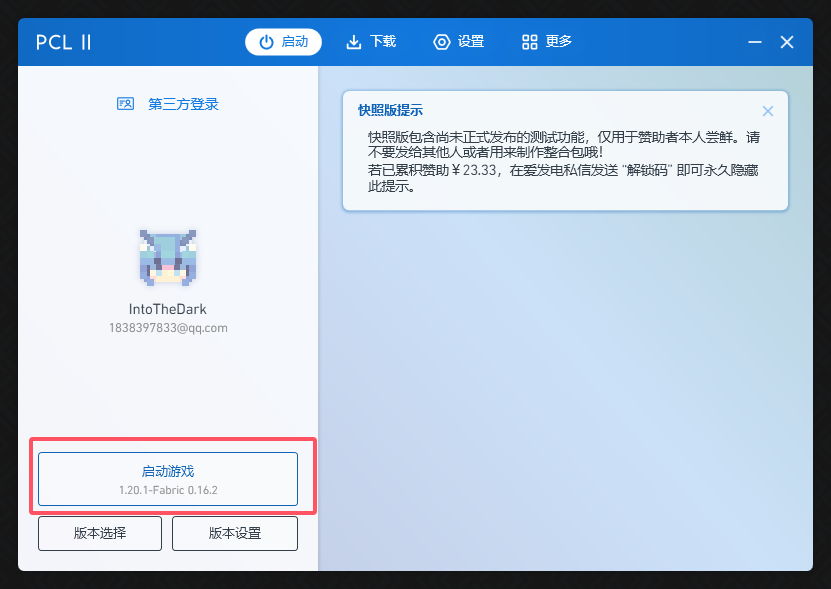 PCL II
启动
下载
设置
更多
第三方登录
IntoTheDark
1838397833@qq.com
启动游戏
1.20.1-Fabric 0.16.2
版本选择
版本设置
快照版提示
快照版包含尚未正式发布的测试功能，仅用于赞助者本人尝鲜。请
不要发给其他人或者用来制作整合包哦！
若已累积赞助￥23.33，在爱发电私信发送 “解锁码” 即可永久隐藏
此提示。